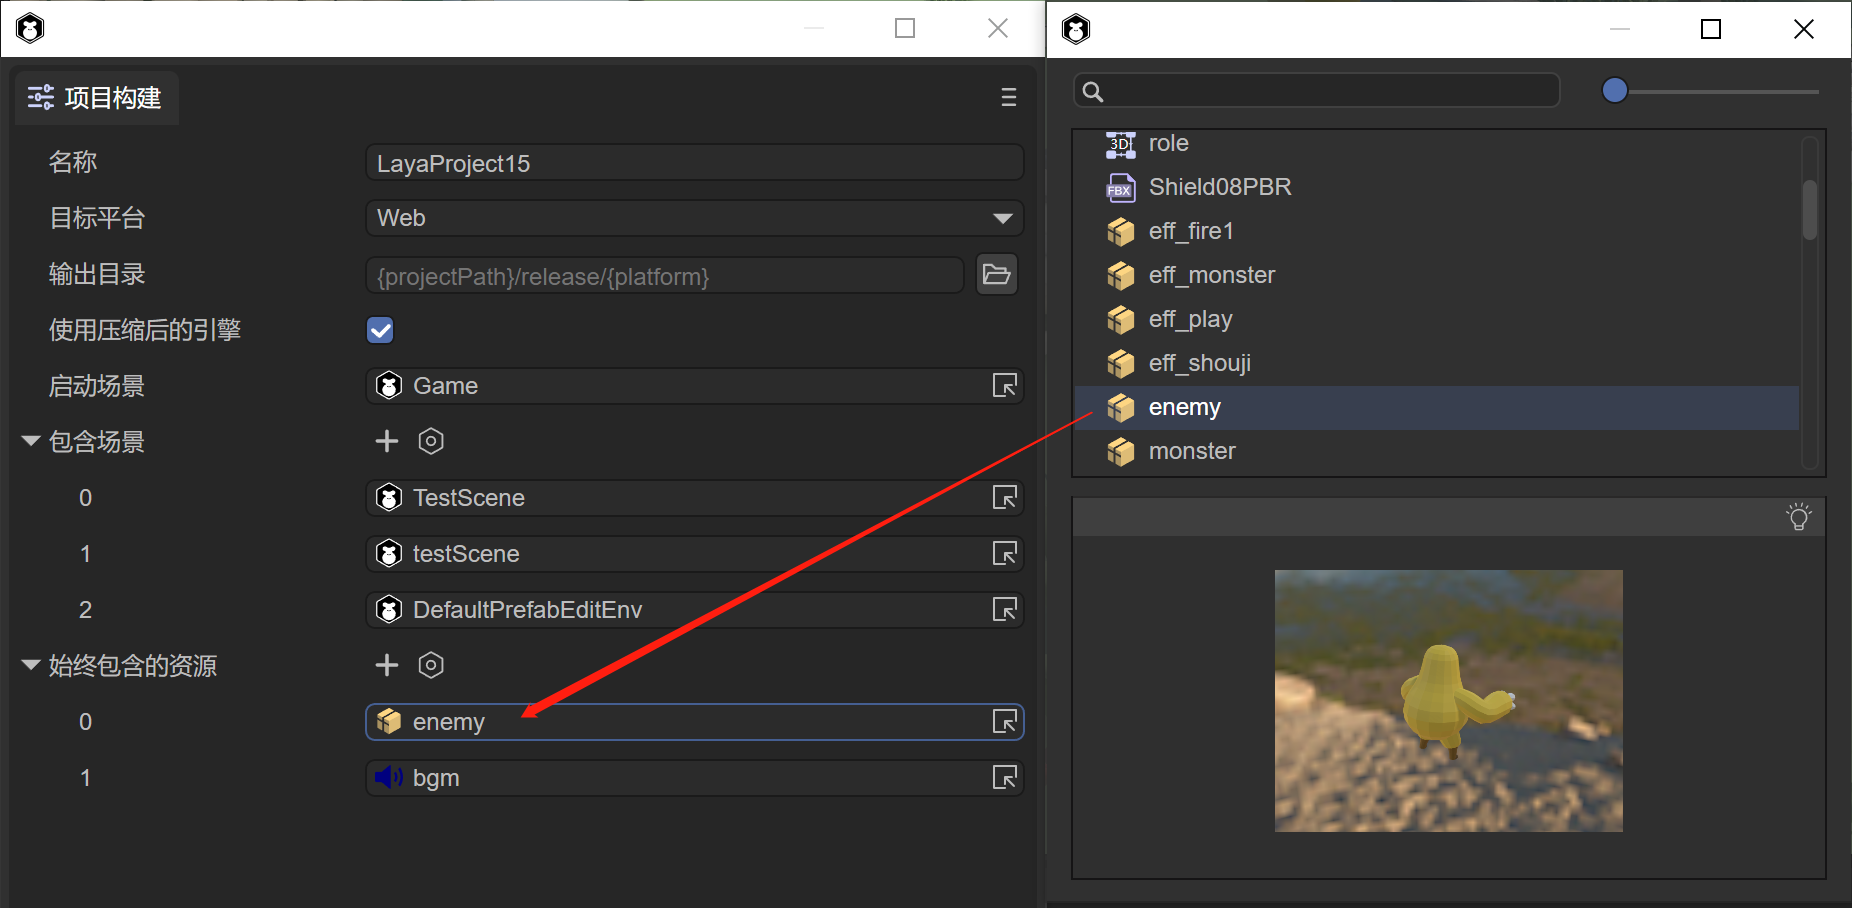 项目构建
名称
LayaProject15
目标平台
Web
输出目录
{projectPath}/release/{platform}
使用压缩后的引擎
启动场景
Game
包含场景
0
TestScene
1
testScene
2
DefaultPrefabEditEnv
始终包含的资源
0
enemy
1
bgm
3D
role
FBX
Shield08PBR
eff_fire1
eff_monster
eff_play
eff_shouji
enemy
monster